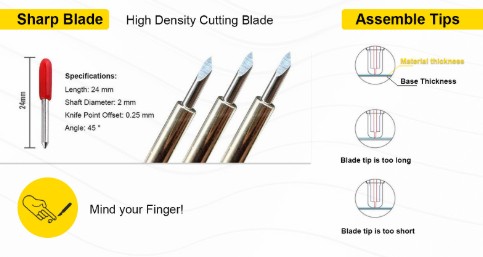 Sharp Blade
High Density Cutting Blade
Assemble Tips
24mm
Specifications:
Length: 24 mm
Shaft Diameter: 2 mm
Knife Point Offset: 0.25 mm
Angle: 45 °
Material thickness
Base Thickness
Blade tip is too long
Mind your Finger!
Blade tip is too short